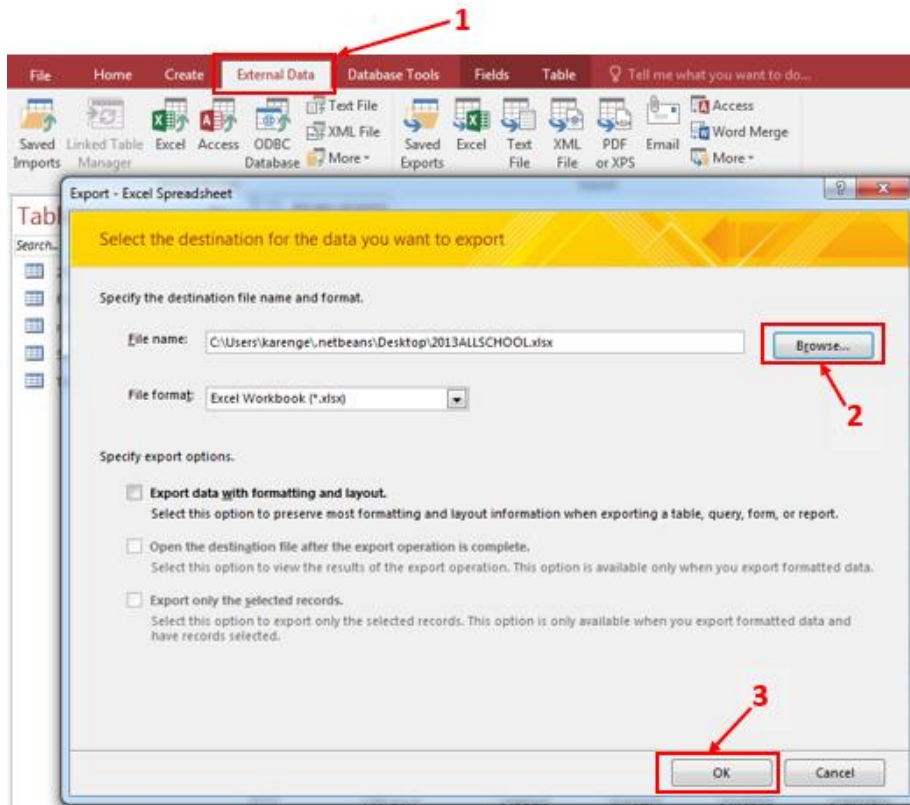 1
File Home Create External Data Database Tools Fields Table Tell me what you want to do...
Saved Imports
Linked Table Manager
Excel
Access
ODBC Database
Text File
XML File
More
Saved Exports
Excel
Text File
XML File
PDF or XPS
Email
Access
Word Merge
More
Export - Excel Spreadsheet
Tab
Search..
Select the destination for the data you want to export
Specify the destination file name and format.
File name: C:\Users\karenge\.netbeans\Desktop\2013ALLSCHOOL.xlsx Browse...
2
File format: Excel Workbook (*.xlsx)
Specify export options.
Export data with formatting and layout.
Select this option to preserve most formatting and layout information when exporting a table, query, form, or report.
Open the destination file after the export operation is complete.
Select this option to view the results of the export operation. This option is available only when you export formatted data.
Export only the selected records.
Select this option to export only the selected records. This option is only available when you export formatted data and
have records selected.
3
OK Cancel